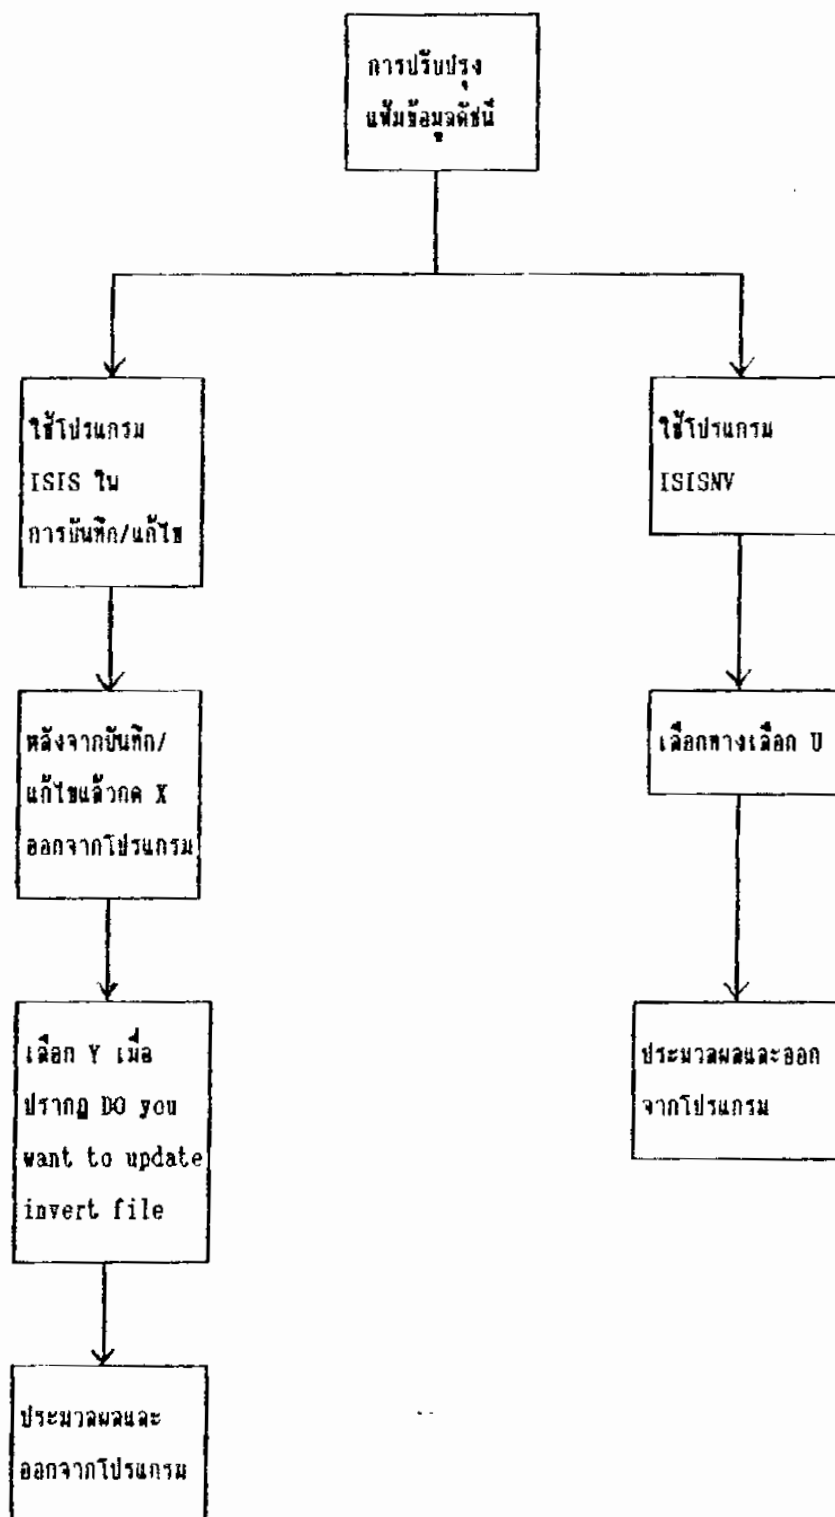 การปรับปรุง
แฟ้มข้อมูลดัชนี
ใช้โปรแกรม
ISIS ใน
การบันทึก/แก้ไข
หลังจากบันทึก/
แก้ไขแล้วกด X
ออกจากโปรแกรม
เลือก Y เมื่อ
ปรากฏ DO you
want to update
invert file
ประมวลผลและ
ออกจากโปรแกรม
ใช้โปรแกรม
ISISNV
เลือกทางเลือก U
ประมวลผลและออก
จากโปรแกรม